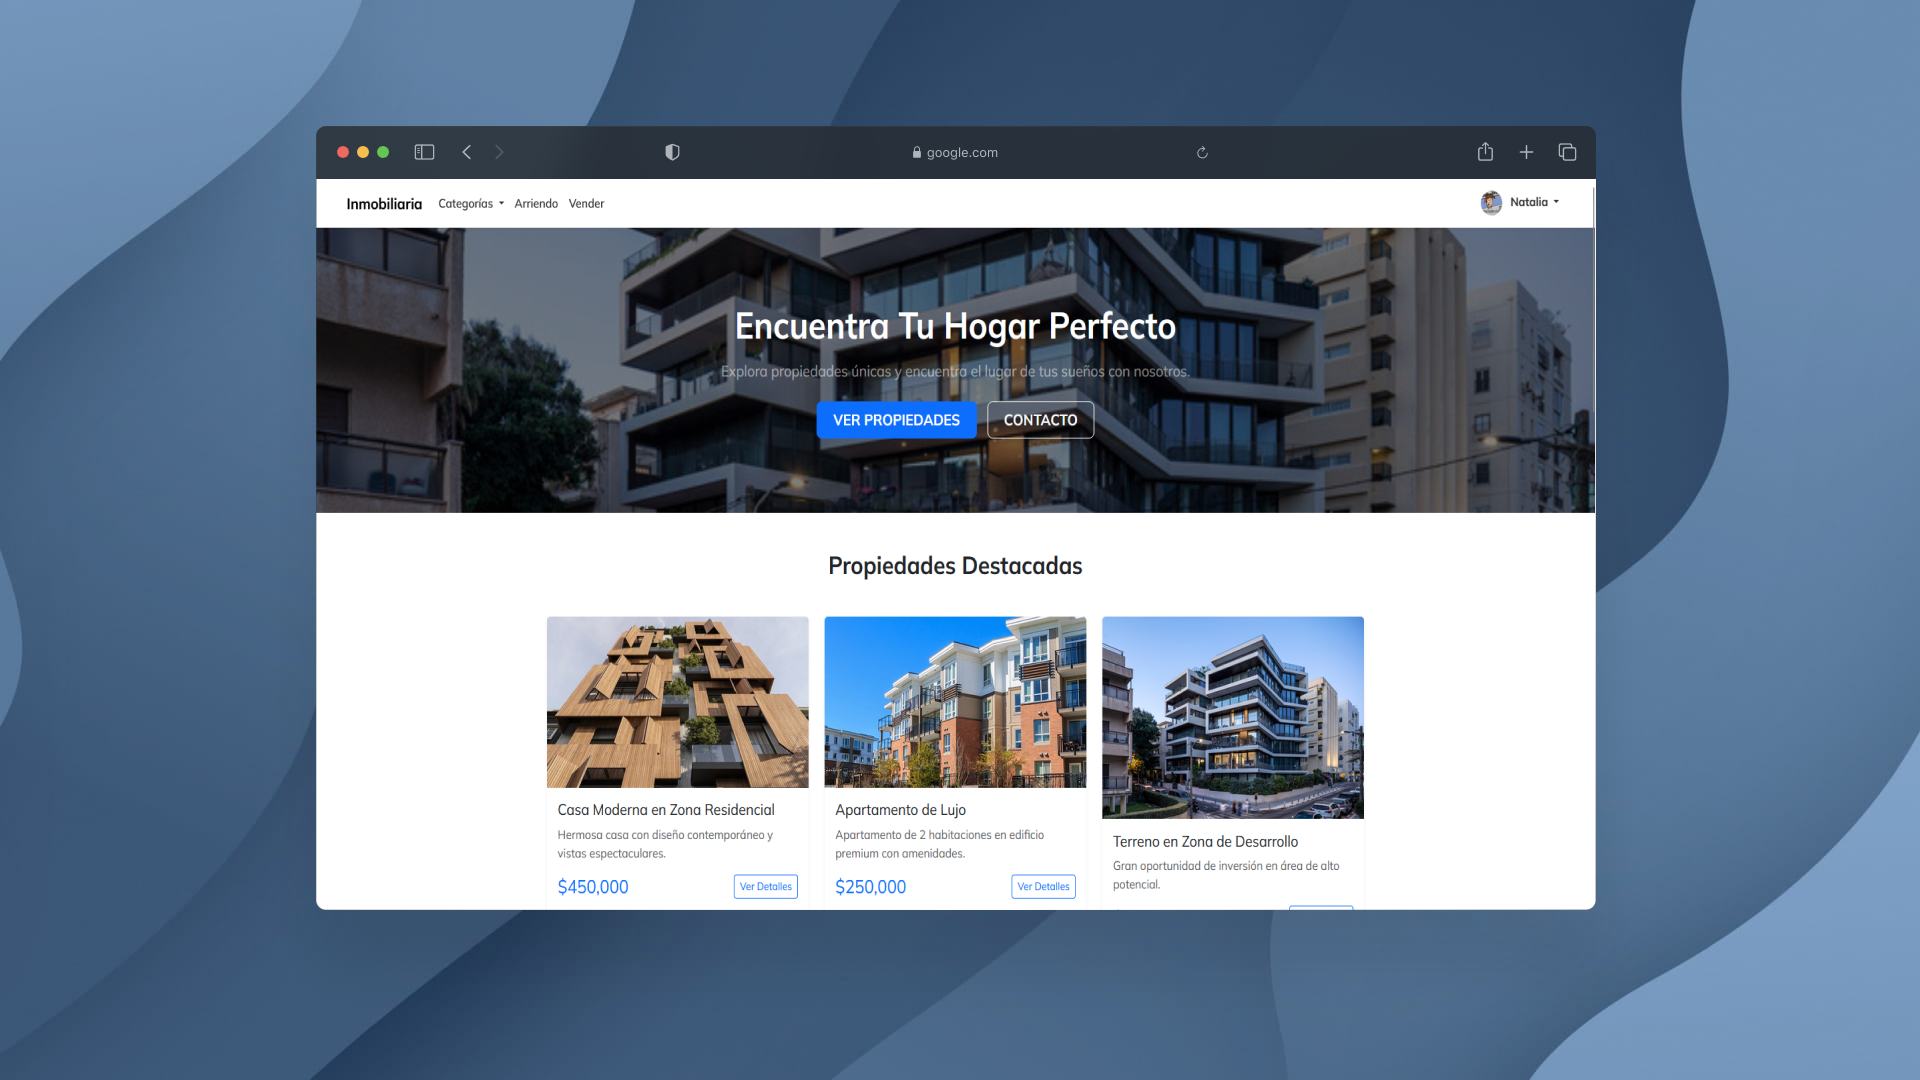 google.com
Inmobiliaria Categorías Arriendo Vender Natalia
Encuentra Tu Hogar Perfecto
Explora propiedades únicas y encuentra el lugar de tus sueños con nosotros.
VER PROPIEDADES CONTACTO
Propiedades Destacadas
Casa Moderna en Zona Residencial
Hermosa casa con diseño contemporáneo y
vistas espectaculares.
$450,000 Ver Detalles
Apartamento de Lujo
Apartamento de 2 habitaciones en edificio
premium con amenidades.
$250,000 Ver Detalles
Terreno en Zona de Desarrollo
Gran oportunidad de inversión en área de alto
potencial.